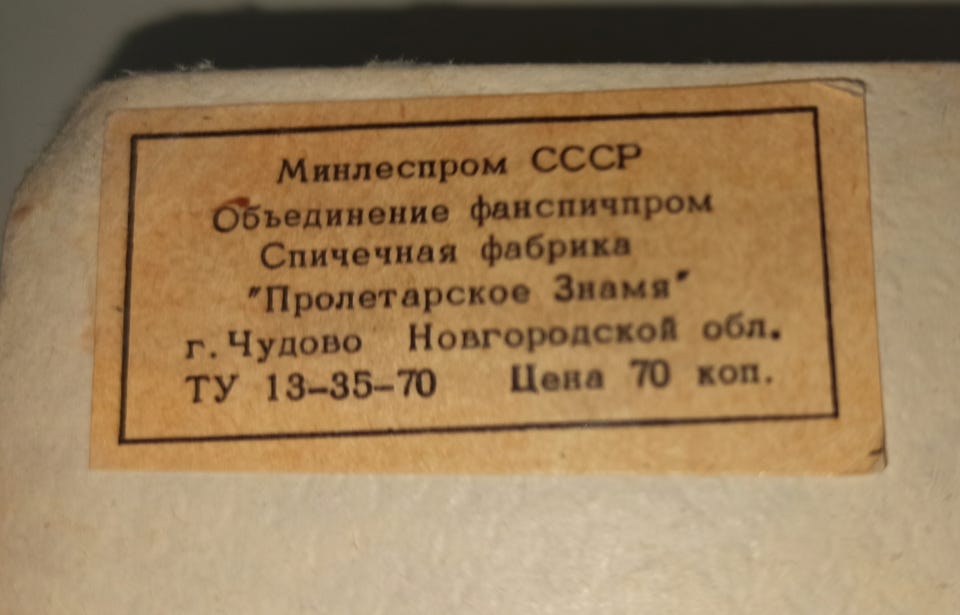 Минлеспром СССР
Объединение фанспичпром
Спичечная фабрика
"Пролетарское Знамя"
г. Чудово Новгородской обл.
ТУ 13-35-70 Цена 70 коп.